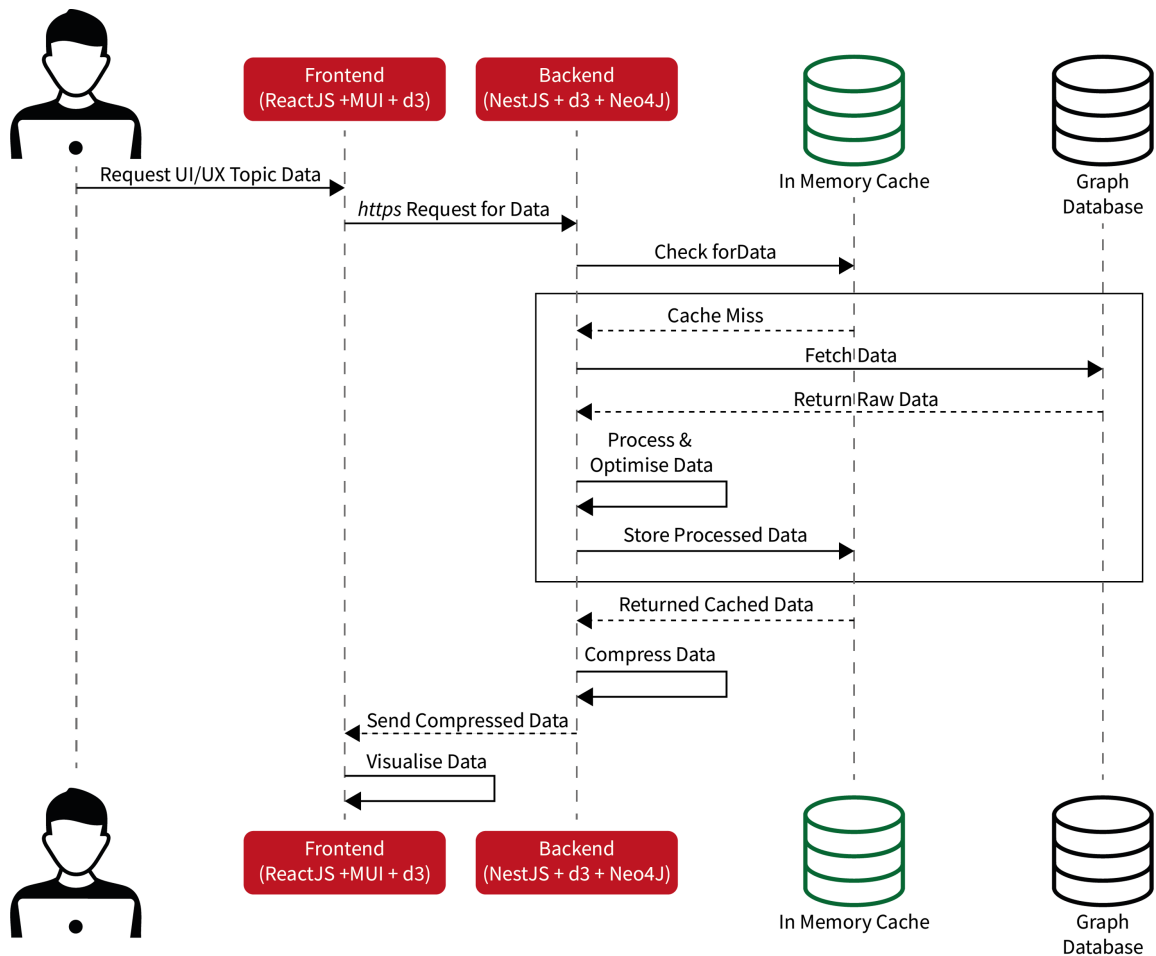 Frontend
(ReactJS +MUI + d3)
Backend
(NestJS + d3 + Neo4J)
In Memory Cache
Graph
Database
Request UI/UX Topic Data
https Request for Data
Check forData
Cache Miss
Fetch Data
Return Raw Data
Process &
Optimise Data
Store Processed Data
Returned Cached Data
Compress Data
Send Compressed Data
Visualise Data
Frontend
(ReactJS +MUI + d3)
Backend
(NestJS + d3 + Neo4J)
In Memory Cache
Graph
Database